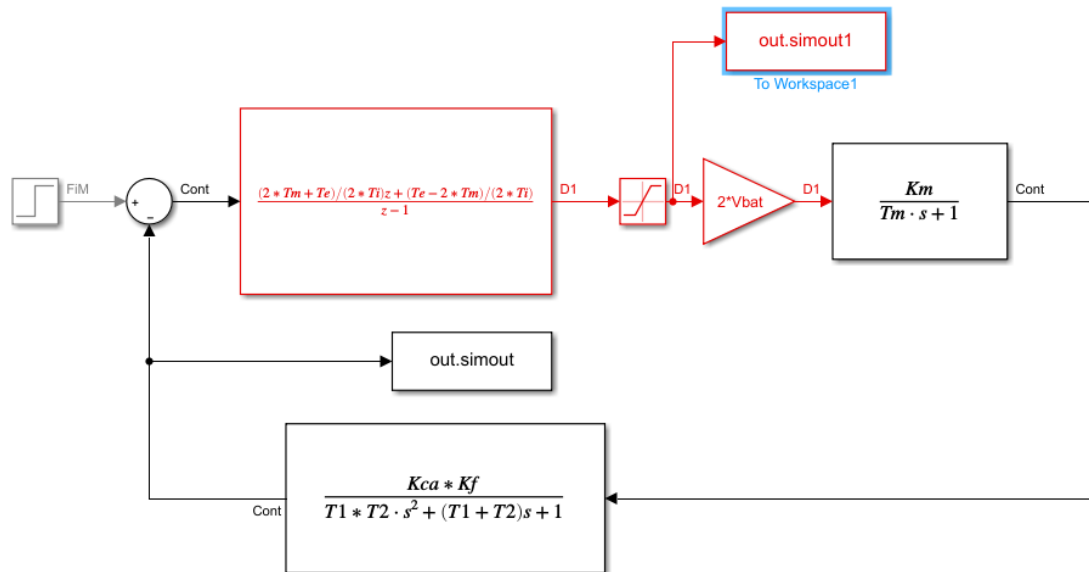 out.simout1
To Workspace1
FiM
+
−
Cont
(2 * Tm + Te)/(2 * Ti)z + (Te − 2 * Tm)/(2 * Ti)
z − 1
D1
D1
2*Vbat
D1
Km
Tm · s + 1
Cont
out.simout
Kca * Kf
T1 * T2 · s² + (T1 + T2)s + 1
Cont